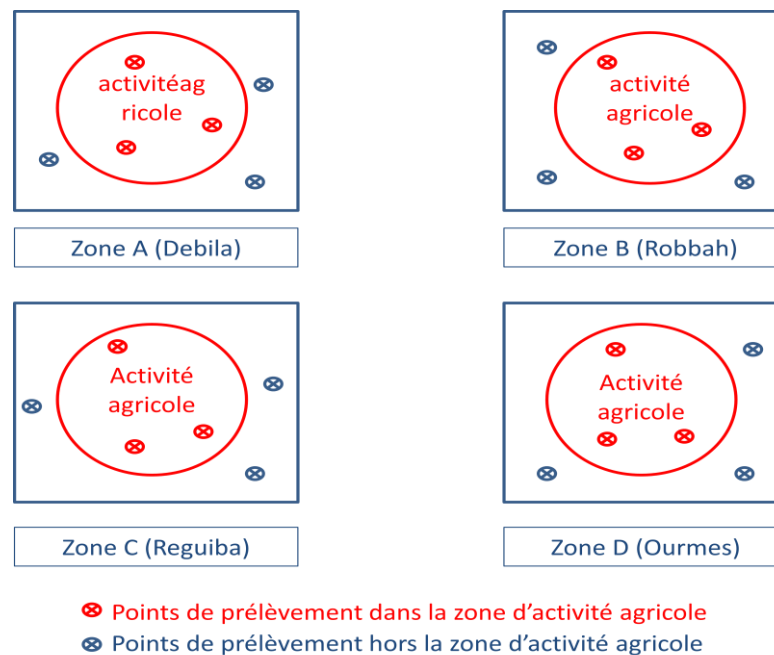 activitéag
ricole
activité
agricole
Zone A (Debila)
Zone B (Robbah)
Activité
agricole
Activité
agricole
Zone C (Reguiba)
Zone D (Ourmes)
Points de prélèvement dans la zone d’activité agricole
Points de prélèvement hors la zone d’activité agricole